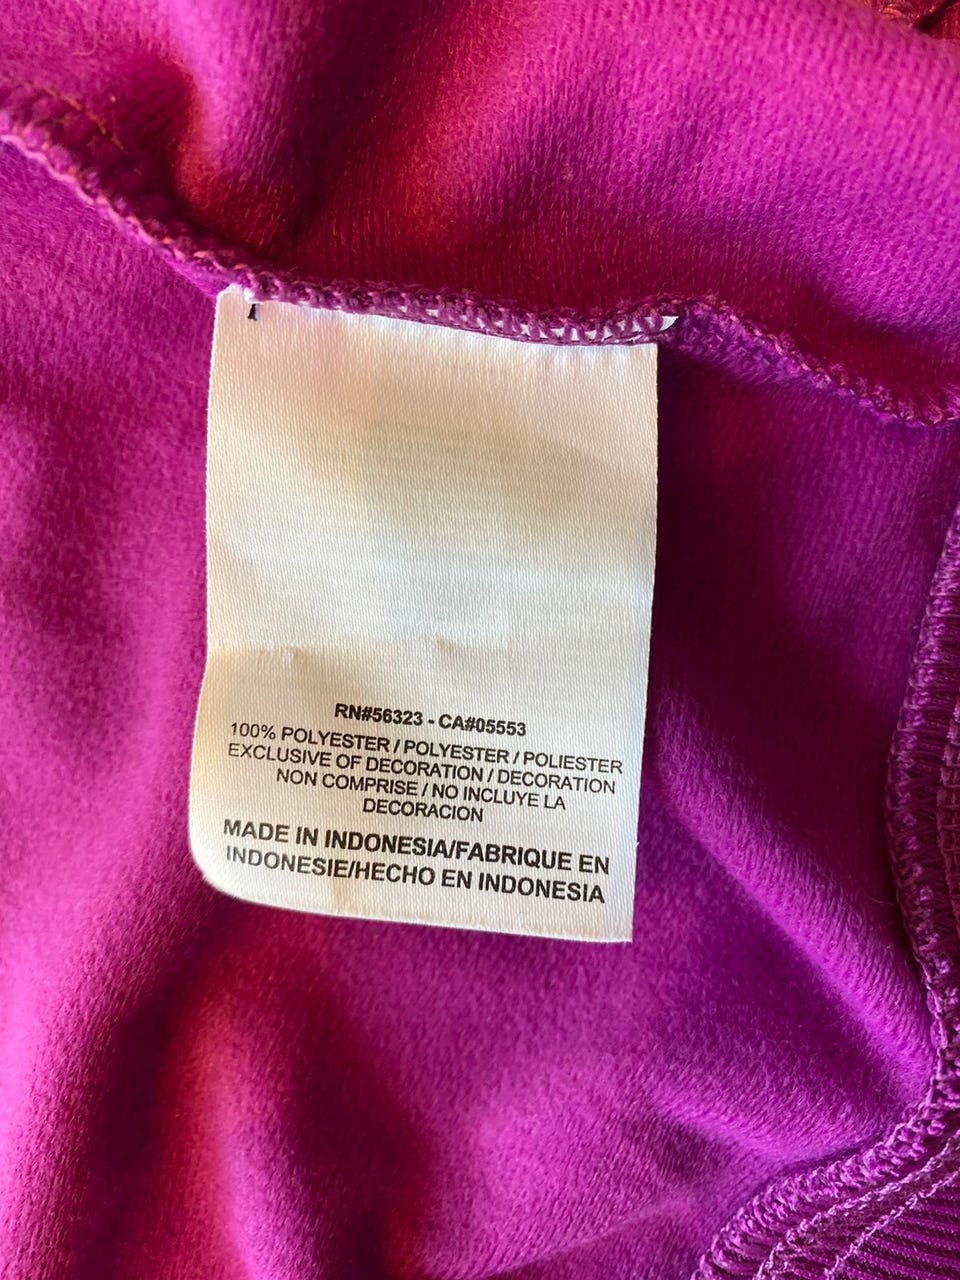 RN#56323 - CA#05553
100% POLYESTER / POLYESTER / POLIESTER
EXCLUSIVE OF DECORATION / DECORATION
NON COMPRISE / NO INCLUYE LA
DECORACION
MADE IN INDONESIA/FABRIQUE EN
INDONESIE/HECHO EN INDONESIA